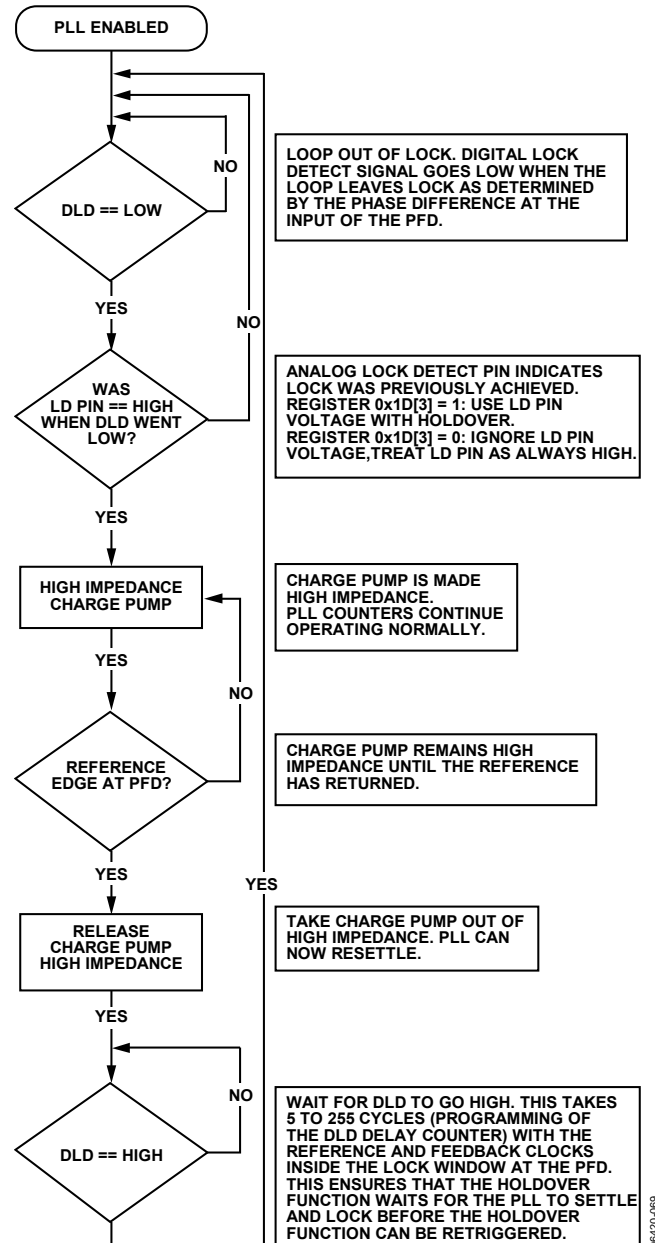 PLL ENABLED
NO
DLD == LOW
LOOP OUT OF LOCK. DIGITAL LOCK
DETECT SIGNAL GOES LOW WHEN THE
LOOP LEAVES LOCK AS DETERMINED
BY THE PHASE DIFFERENCE AT THE
INPUT OF THE PFD.
YES
NO
WAS
LD PIN == HIGH
WHEN DLD WENT
LOW?
ANALOG LOCK DETECT PIN INDICATES
LOCK WAS PREVIOUSLY ACHIEVED.
REGISTER 0x1D[3] = 1: USE LD PIN
VOLTAGE WITH HOLDOVER.
REGISTER 0x1D[3] = 0: IGNORE LD PIN
VOLTAGE,TREAT LD PIN AS ALWAYS HIGH.
YES
HIGH IMPEDANCE
CHARGE PUMP
CHARGE PUMP IS MADE
HIGH IMPEDANCE.
PLL COUNTERS CONTINUE
OPERATING NORMALLY.
YES
NO
REFERENCE
EDGE AT PFD?
CHARGE PUMP REMAINS HIGH
IMPEDANCE UNTIL THE REFERENCE
HAS RETURNED.
YES
YES
RELEASE
CHARGE PUMP
HIGH IMPEDANCE
TAKE CHARGE PUMP OUT OF
HIGH IMPEDANCE. PLL CAN
NOW RESETTLE.
YES
NO
DLD == HIGH
WAIT FOR DLD TO GO HIGH. THIS TAKES
5 TO 255 CYCLES (PROGRAMMING OF
THE DLD DELAY COUNTER) WITH THE
REFERENCE AND FEEDBACK CLOCKS
INSIDE THE LOCK WINDOW AT THE PFD.
THIS ENSURES THAT THE HOLDOVER
FUNCTION WAITS FOR THE PLL TO SETTLE
AND LOCK BEFORE THE HOLDOVER
FUNCTION CAN BE RETRIGGERED.